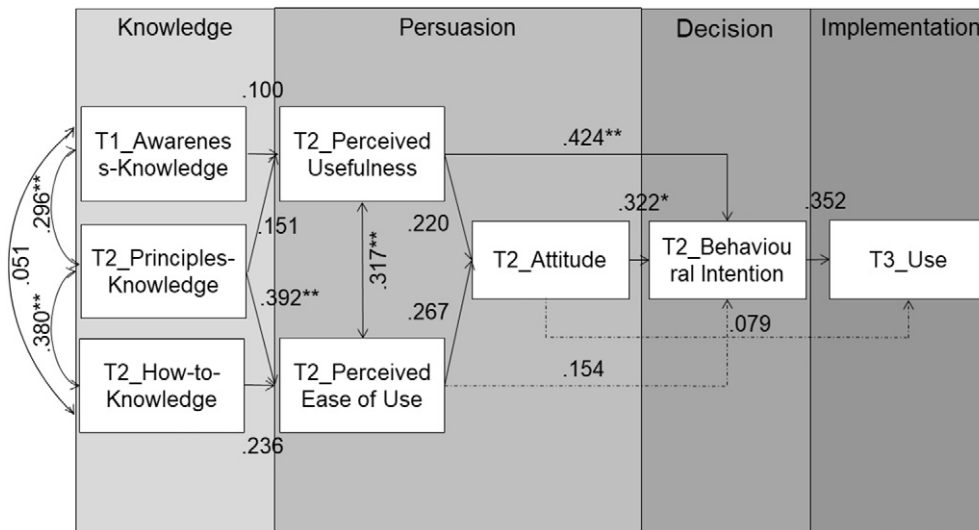 Knowledge
Persuasion
Decision
Implementation
.100
T1_Awarenes
s-Knowledge
T2_Perceived
Usefulness
.424**
.296**
.151
.220
.322*
.352
.051
T2_Principles-
Knowledge
.317**
T2_Attitude
T2_Behaviou
ral Intention
T3_Use
.380**
.392**
.267
.079
T2_How-to-
Knowledge
T2_Perceived
Ease of Use
.154
.236